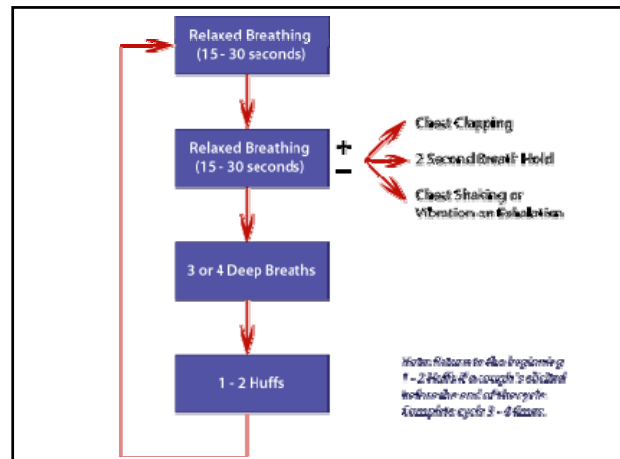 Relaxed Breathing
(15 - 30 seconds)
Relaxed Breathing
(15 - 30 seconds)
+
−
Chest Clapping
2 Second Breath Hold
Chest Shaking or
Vibration on Exhalation
3 or 4 Deep Breaths
1 - 2 Huffs
Note: Return to the beginning
1 - 2 Huffs if a cough's elicited
before the end of the cycle.
Complete cycle 3 - 4 times.